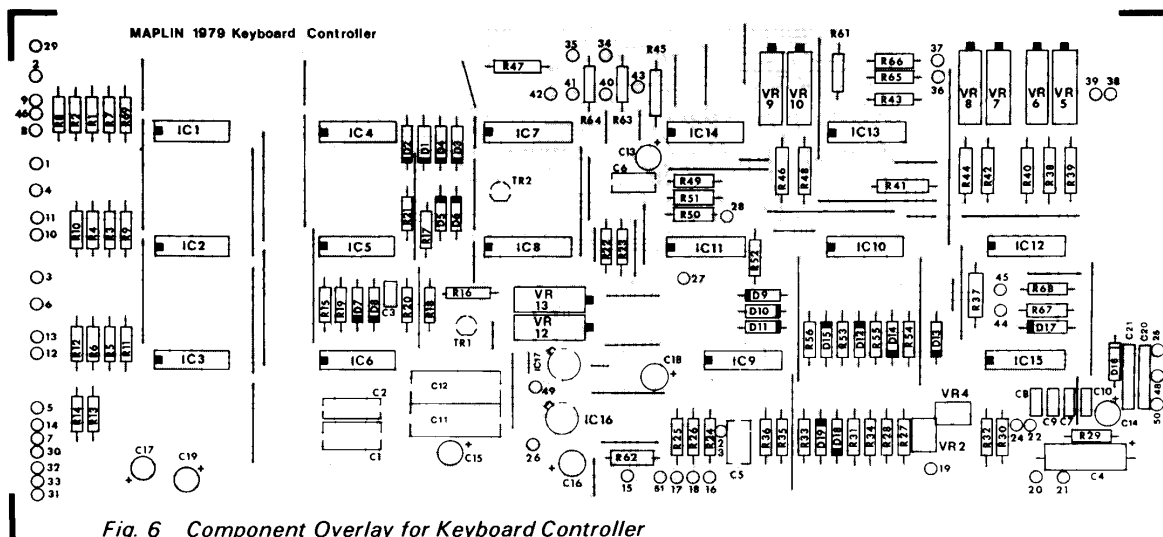 MAPLIN 1979 Keyboard Controller
29
2
9
46
8
R8 R2 R1 R7 R69
IC1
IC4
D2 D1 D4 D3
R47
35
34
41
40
42
43
R64
R63
R45
IC7
TR2
C13
C6
IC14
VR 9
VR 10
R61
R66
R65
R43
37
36
IC13
VR 8
VR 7
VR 6
VR 5
39 38
1
4
11
10
R10 R4 R3 R9
IC2
IC5
R21
R17
D5 D6
IC8
R22 R23
R49
R51
R50
28
IC11
27
R52
R46 R48
R41
IC10
R44 R42
R40 R38 R39
IC12
3
6
13
12
R12 R6 R5 R11
IC3
R15 R19 D7 D8 C3 R20 R18
R16
TR1
IC6
VR 13
VR 12
IC17
49
C18
D9
D10
D11
IC9
R56 D15 R53 D12 R55 D14 R54
D13
R37
45
44
R68
R67
D17
IC15
D16
C21 C20
26
48
50
5
14
7
30
32
33
31
R14 R13
C17
C19
C2
C1
C12
C11
C15
IC16
26
C16
R62
15
51 17 18 16
R25 R26 R24
23
C5
R36 R35
R33 D19 D18 R31 R34 R28 R27
VR4
VR2
19
R32 R30
24 22
C8 C9 C7 C10
C14
R29
C4
20 21
Fig. 6 Component Overlay for Keyboard Controller